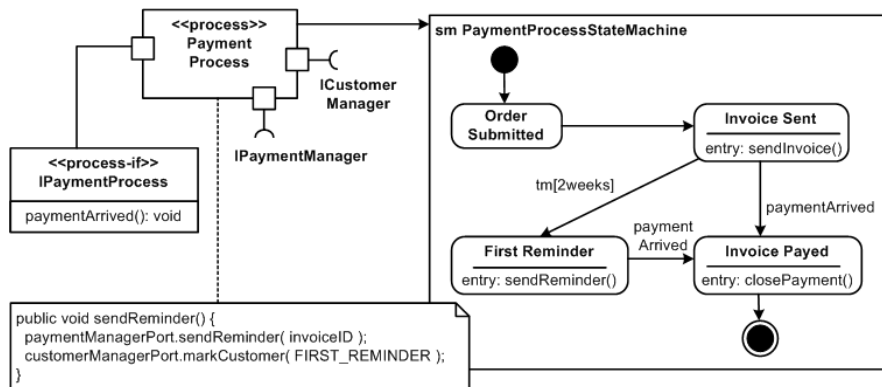 <<process>>
Payment
Process
ICustomer
Manager
IPaymentManager
<<process-if>>
IPaymentProcess
paymentArrived(): void
sm PaymentProcessStateMachine
Order
Submitted
Invoice Sent
entry: sendInvoice()
tm[2weeks]
paymentArrived
First Reminder
entry: sendReminder()
payment
Arrived
Invoice Payed
entry: closePayment()
public void sendReminder() {
paymentManagerPort.sendReminder( invoiceID );
customerManagerPort.markCustomer( FIRST_REMINDER );
}